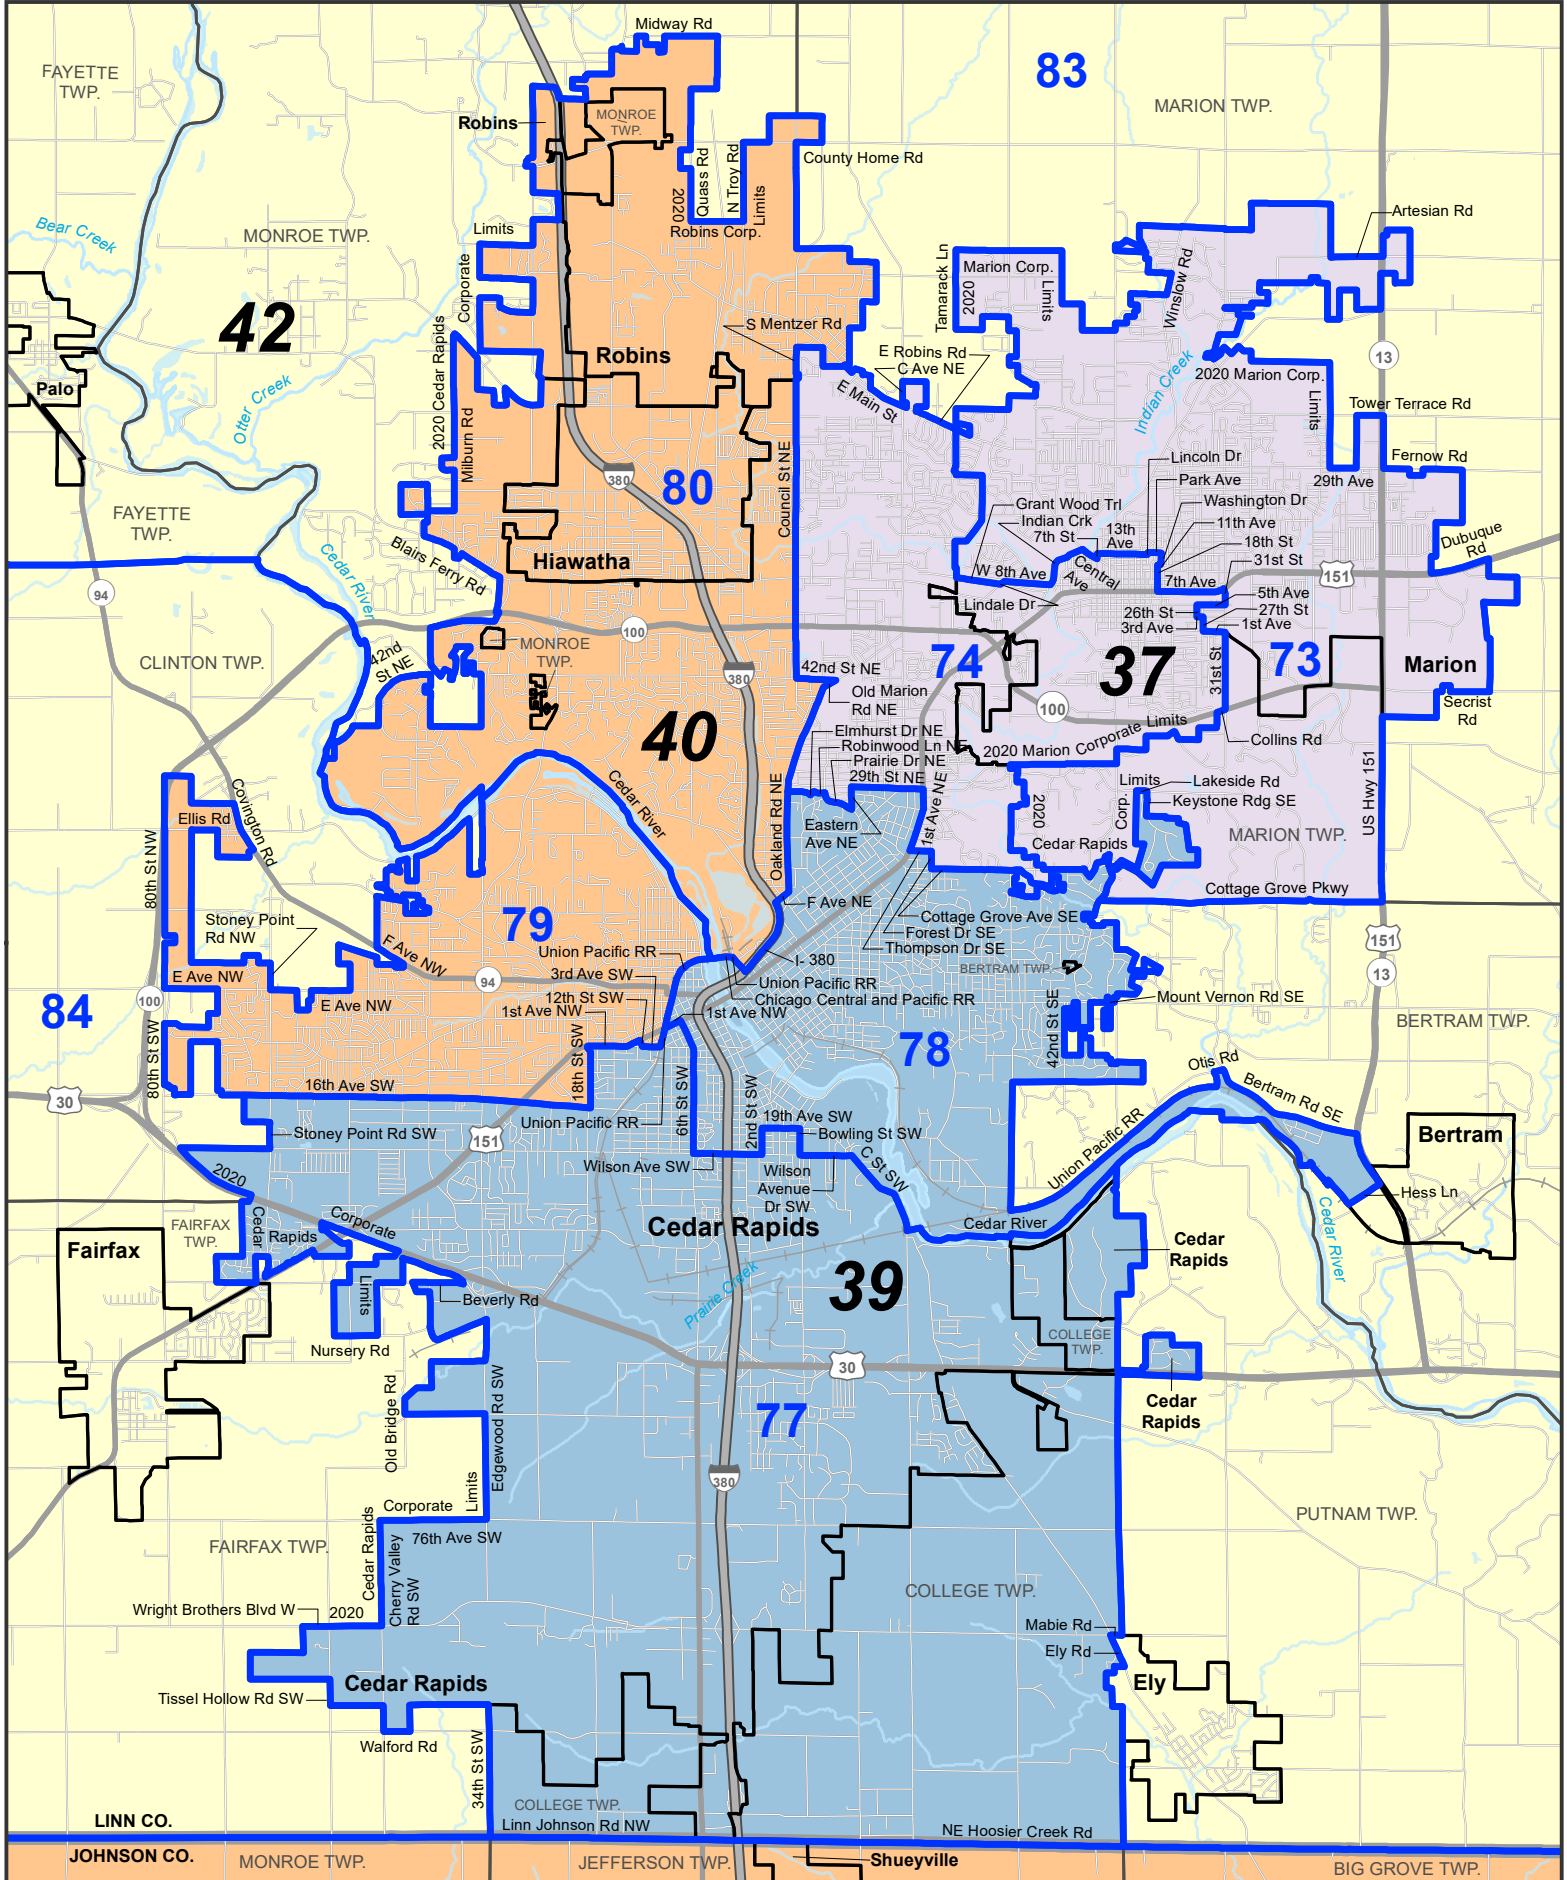 Midway Rd
83
FAYETTE
TWP.
MARION TWP.
Robins
MONROE
TWP.
County Home Rd
Quass Rd
N Troy Rd
2020
Limits
Robins Corp.
Artesian Rd
Bear Creek
MONROE TWP.
Limits
Corporate
Tamarack Ln
Marion Corp.
2020
Limits
Winslow Rd
42
2020 Cedar Rapids
S Mentzer Rd
Robins
E Robins Rd
C Ave NE
13
Palo
Otter Creek
Milburn Rd
E Main St
Indian Creek
2020 Marion Corp.
Limits
Tower Terrace Rd
Council St NE
380
80
Lincoln Dr
Park Ave
Fernow Rd
29th Ave
Washington Dr
Grant Wood Trl
Indian Crk
7th St
13th
Ave
11th Ave
18th St
31st St
FAYETTE
TWP.
Blairs Ferry Rd
Hiawatha
Dubuque
Rd
Cedar River
W 8th Ave
Central
Ave
7th Ave
151
94
Lindale Dr
5th Ave
26th St
27th St
3rd Ave
1st Ave
100
MONROE
TWP.
CLINTON TWP.
42nd
St NE
380
42nd St NE
74
37
31st St
73
Marion
Old Marion
Rd NE
100
Secrist
Rd
40
Elmhurst Dr NE
Robinwood Ln NE
Prairie Dr NE
29th St NE
2020 Marion Corporate Limits
Collins Rd
Cedar River
Oakland Rd NE
1st Ave NE
Limits
Lakeside Rd
Keystone Rdg SE
Corp.
2020
US Hwy 151
Covington Rd
Ellis Rd
Eastern
Ave NE
Cedar Rapids
MARION TWP.
80th St NW
Cottage Grove Pkwy
F Ave NE
Stoney Point
Rd NW
79
Cottage Grove Ave SE
Forest Dr SE
Thompson Dr SE
F Ave NW
Union Pacific RR
I- 380
151
13
E Ave NW
94
3rd Ave SW
BERTRAM TWP.
Union Pacific RR
84
100
E Ave NW
12th St SW
1st Ave NW
Chicago Central and Pacific RR
1st Ave NW
Mount Vernon Rd SE
BERTRAM TWP.
80th St SW
18th St SW
78
42nd St SE
Otis Rd
30
16th Ave SW
6th St SW
2nd St SW
Bertram Rd SE
Stoney Point Rd SW
151
Union Pacific RR
19th Ave SW
Bowling St SW
Union Pacific RR
Bertram
2020
Wilson Ave SW
Wilson
Avenue
Dr SW
C St SW
Hess Ln
FAIRFAX
TWP.
Cedar
Rapids
Corporate
Cedar Rapids
Cedar River
Cedar River
Fairfax
Cedar
Rapids
Limits
Prairie Creek
39
Beverly Rd
Nursery Rd
COLLEGE
TWP.
30
Old Bridge Rd
Edgewood Rd SW
77
Cedar
Rapids
380
Limits
Corporate
PUTNAM TWP.
76th Ave SW
Cedar Rapids
FAIRFAX TWP.
Cherry Valley
Rd SW
COLLEGE TWP.
Wright Brothers Blvd W
2020
Mabie Rd
Ely Rd
Cedar Rapids
Ely
Tissel Hollow Rd SW
Walford Rd
34th St SW
COLLEGE TWP.
LINN CO.
Linn Johnson Rd NW
NE Hoosier Creek Rd
JOHNSON CO.
MONROE TWP.
JEFFERSON TWP.
Shueyville
BIG GROVE TWP.